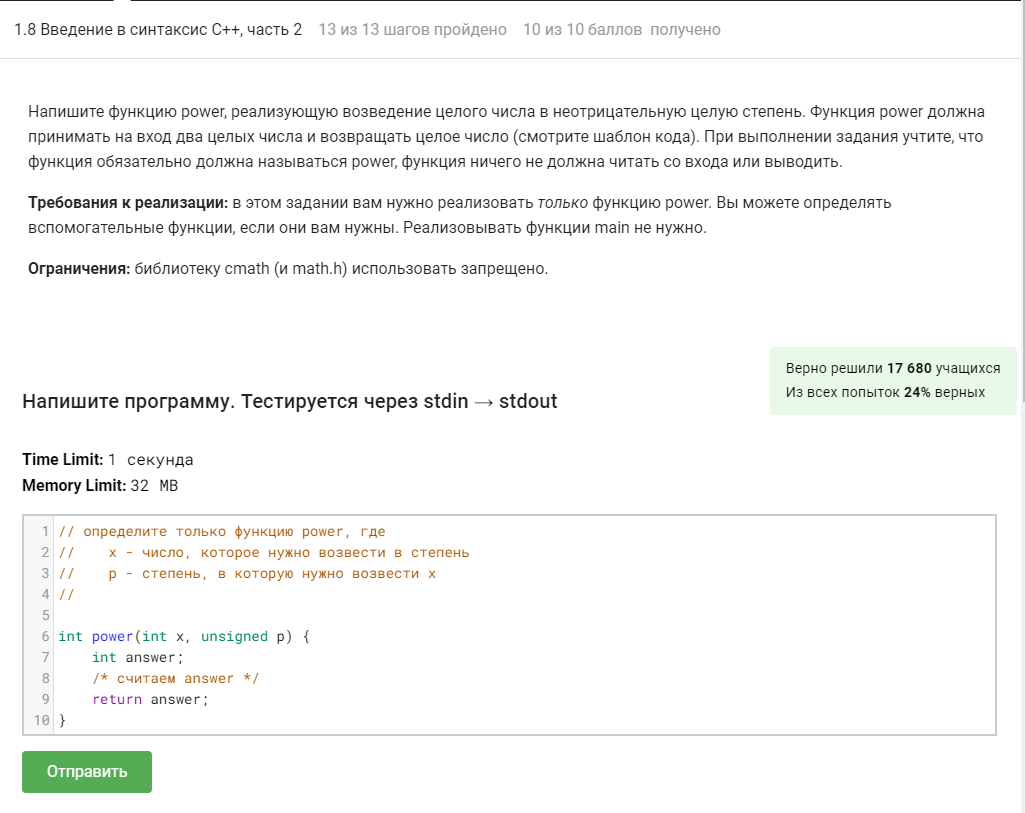 1.8 Введение в синтаксис C++, часть 2 13 из 13 шагов пройдено 10 из 10 баллов получено
Напишите функцию power, реализующую возведение целого числа в неотрицательную целую степень. Функция power должна
принимать на вход два целых числа и возвращать целое число (смотрите шаблон кода). При выполнении задания учтите, что
функция обязательно должна называться power, функция ничего не должна читать со входа или выводить.
Требования к реализации: в этом задании вам нужно реализовать только функцию power. Вы можете определять
вспомогательные функции, если они вам нужны. Реализовывать функции main не нужно.
Ограничения: библиотеку cmath (и math.h) использовать запрещено.
Верно решили 17 680 учащихся
Из всех попыток 24% верных
Напишите программу. Тестируется через stdin → stdout
Time Limit: 1 секунда
Memory Limit: 32 MB
1 // определите только функцию power, где
2 //    x - число, которое нужно возвести в степень
3 //    p - степень, в которую нужно возвести x
4 //
5
6 int power(int x, unsigned p) {
7     int answer;
8     /* считаем answer */
9     return answer;
10 }
Отправить